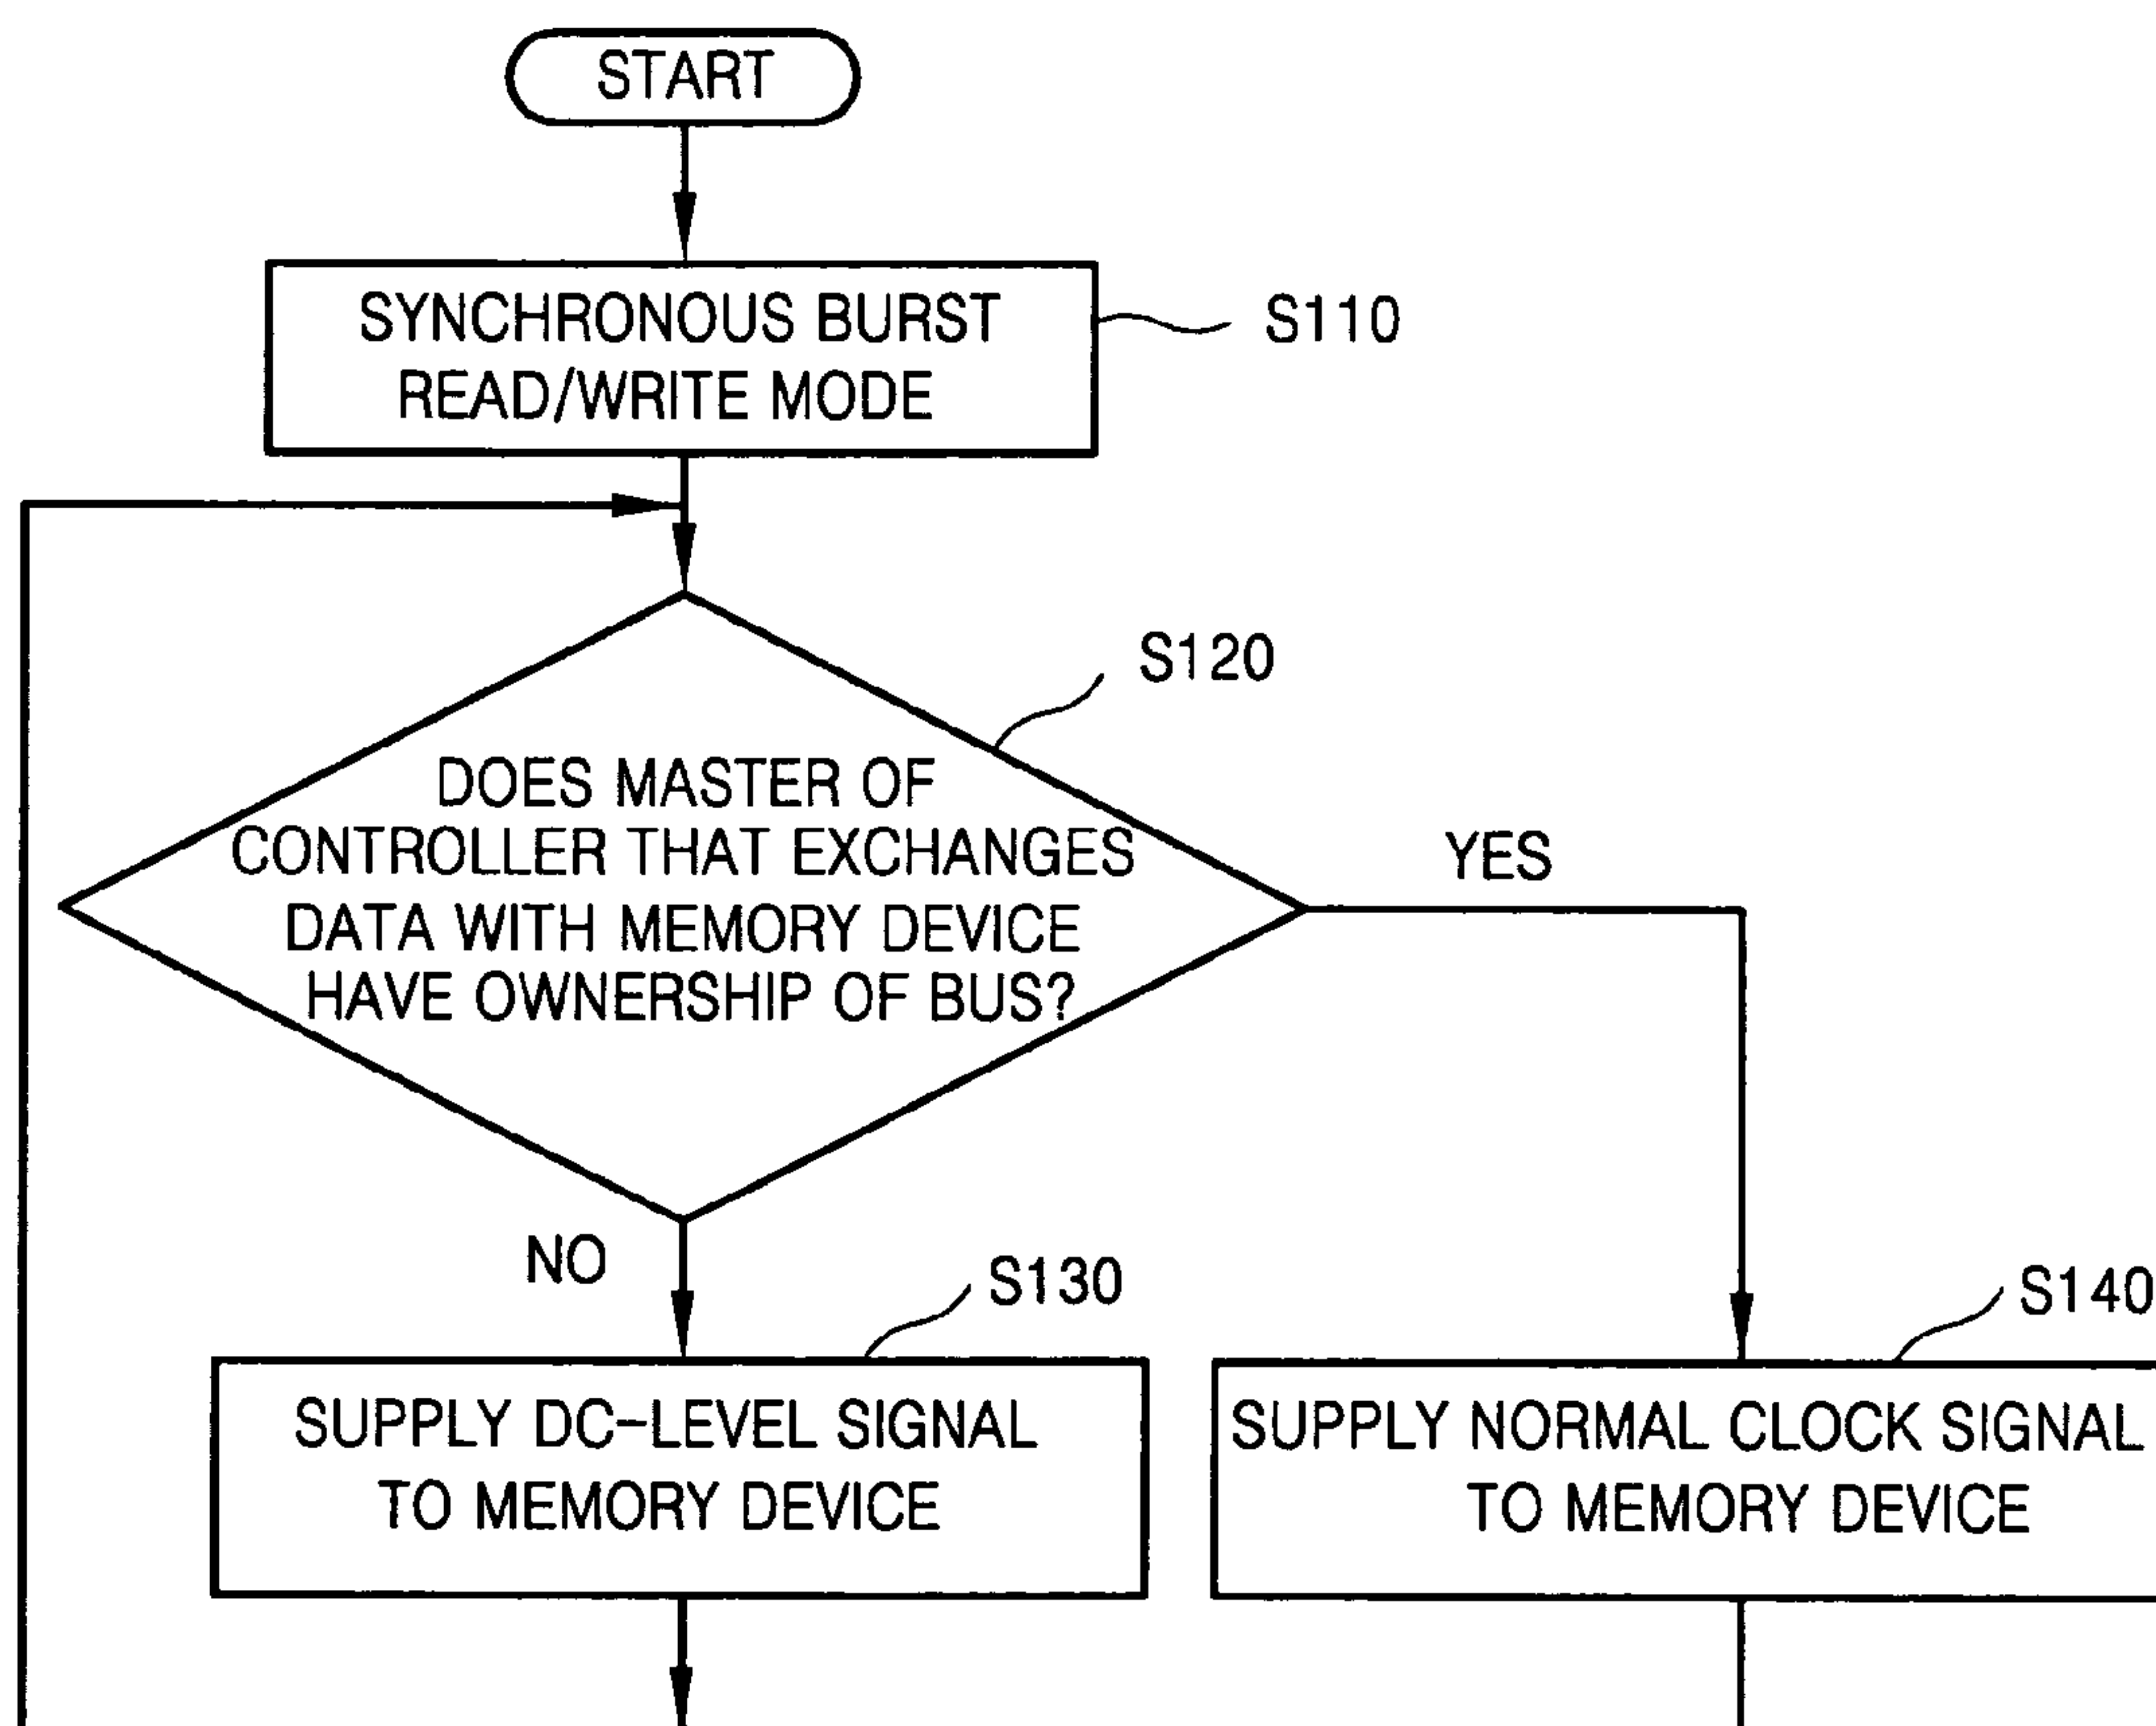 START
SYNCHRONOUS BURST
READ/WRITE MODE
S110
S120
DOES MASTER OF
CONTROLLER THAT EXCHANGES
DATA WITH MEMORY DEVICE
HAVE OWNERSHIP OF BUS?
YES
NO
S130
S140
SUPPLY DC-LEVEL SIGNAL
TO MEMORY DEVICE
SUPPLY NORMAL CLOCK SIGNAL
TO MEMORY DEVICE